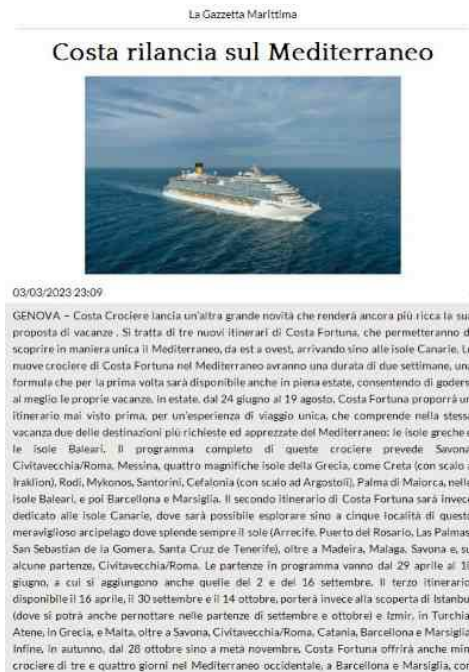 La Gazzetta Marittima
Costa rilancia sul Mediterraneo
03/03/2023 23:09
GENOVA – Costa Crociere lancia un'altra grande novità che renderà ancora più ricca la sua
proposta di vacanze . Si tratta di tre nuovi itinerari di Costa Fortuna, che permetteranno d
scoprire in maniera unica il Mediterraneo, da est a ovest, arrivando sino alle isole Canarie. L
nuove crociere di Costa Fortuna nel Mediterraneo avranno una durata di due settimane, una
formula che per la prima volta sarà disponibile anche in piena estate, consentendo di goders
al meglio le proprie vacanze. In estate, dal 24 giugno al 19 agosto, Costa Fortuna proporrà un
itinerario mai visto prima, per un'esperienza di viaggio unica, che comprende nella stessa
vacanza due delle destinazioni più richieste ed apprezzate del Mediterraneo: le isole greche e
le isole Baleari. Il programma completo di queste crociere prevede Savona
Civitavecchia/Roma, Messina, quattro magnifiche isole della Grecia, come Creta (con scalo a
Iraklion), Rodi, Mykonos, Santorini, Cefalonia (con scalo ad Argostoli), Palma di Maiorca, nelle
isole Baleari, e poi Barcellona e Marsiglia. Il secondo itinerario di Costa Fortuna sarà invece
dedicato alle isole Canarie, dove sarà possibile esplorare sino a cinque località di questo
meraviglioso arcipelago dove splende sempre il sole (Arrecife, Puerto del Rosario, Las Palmas
San Sebastian de la Gomera, Santa Cruz de Tenerife), oltre a Madeira, Malaga, Savona e, su
alcune partenze, Civitavecchia/Roma. Le partenze in programma vanno dal 29 aprile al 10
giugno, a cui si aggiungono anche quelle del 2 e del 16 settembre. Il terzo itinerario
disponibile il 16 aprile, il 30 settembre e il 14 ottobre, porterà invece alla scoperta di Istanbu
(dove si potrà anche pernottare nelle partenze di settembre e ottobre) e Izmir, in Turchia
Atene, in Grecia, e Malta, oltre a Savona, Civitavecchia/Roma, Catania, Barcellona e Marsiglia
Infine, in autunno, dal 28 ottobre sino a metà novembre, Costa Fortuna offrirà anche min
crociere di tre e quattro giorni nel Mediterraneo occidentale, a Barcellona e Marsiglia, con